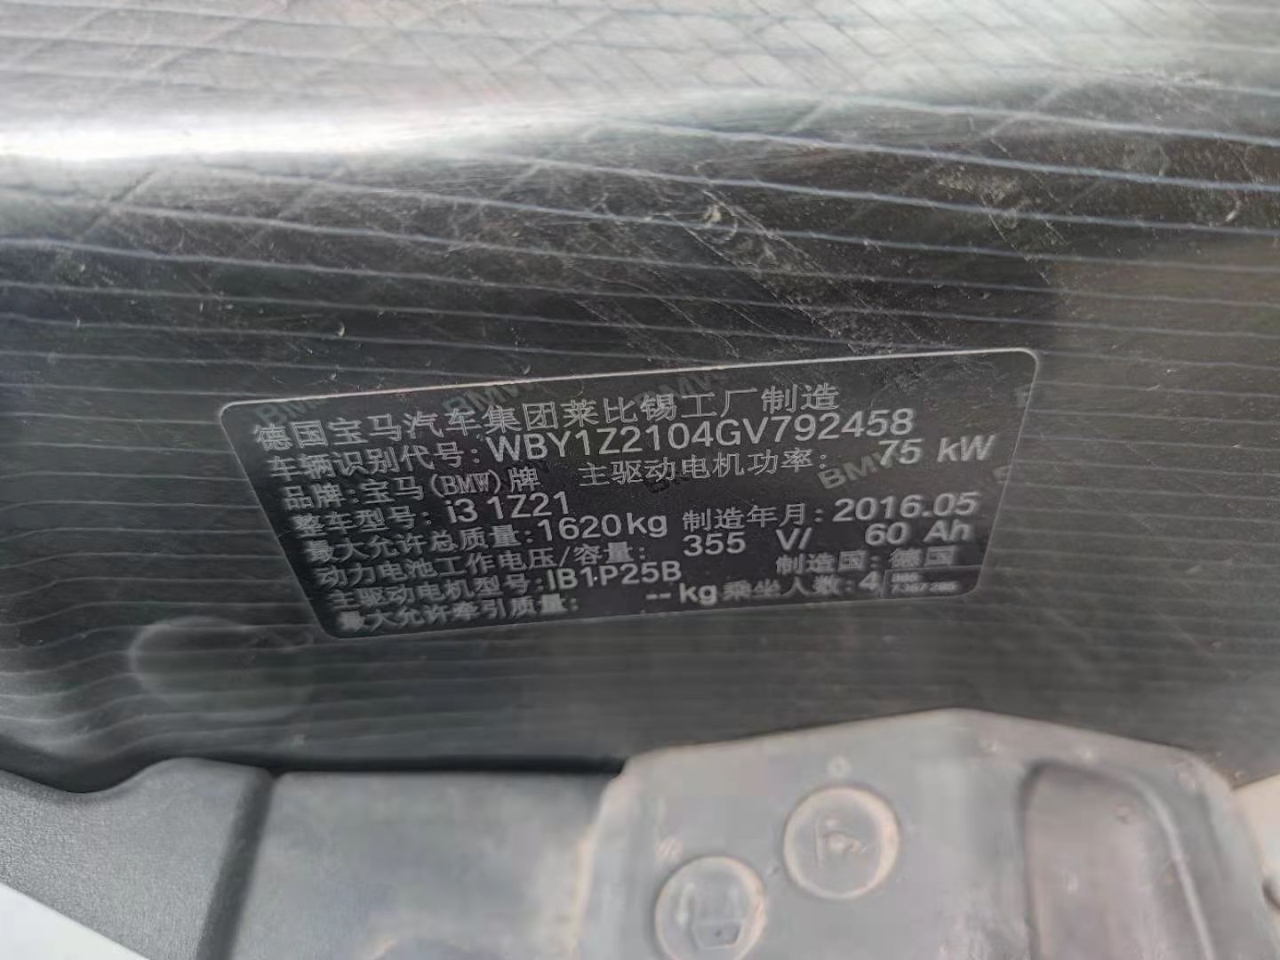 德国宝马汽车集团莱比锡工厂制造
车辆识别代号: WBY1Z2104GV792458
品牌: 宝马(BMW)牌 主驱动电机功率: 75 kW
整车型号: i3 1Z21 制造年月: 2016.05
最大允许总质量: 1620kg
动力电池工作电压/容量: 355 V/ 60 Ah
主驱动电机型号: IB1P25B 制造国: 德国
最大允许牵引质量: -- kg 乘坐人数: 4